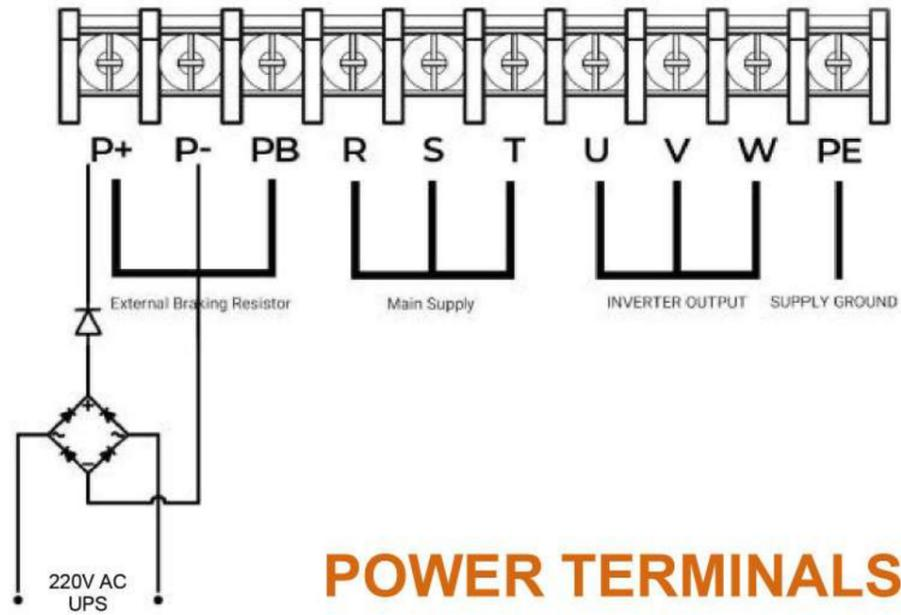 P+ P- PB R S T U V W PE
External Braking Resistor Main Supply INVERTER OUTPUT SUPPLY GROUND
+
-
220V AC
UPS
POWER TERMINALS